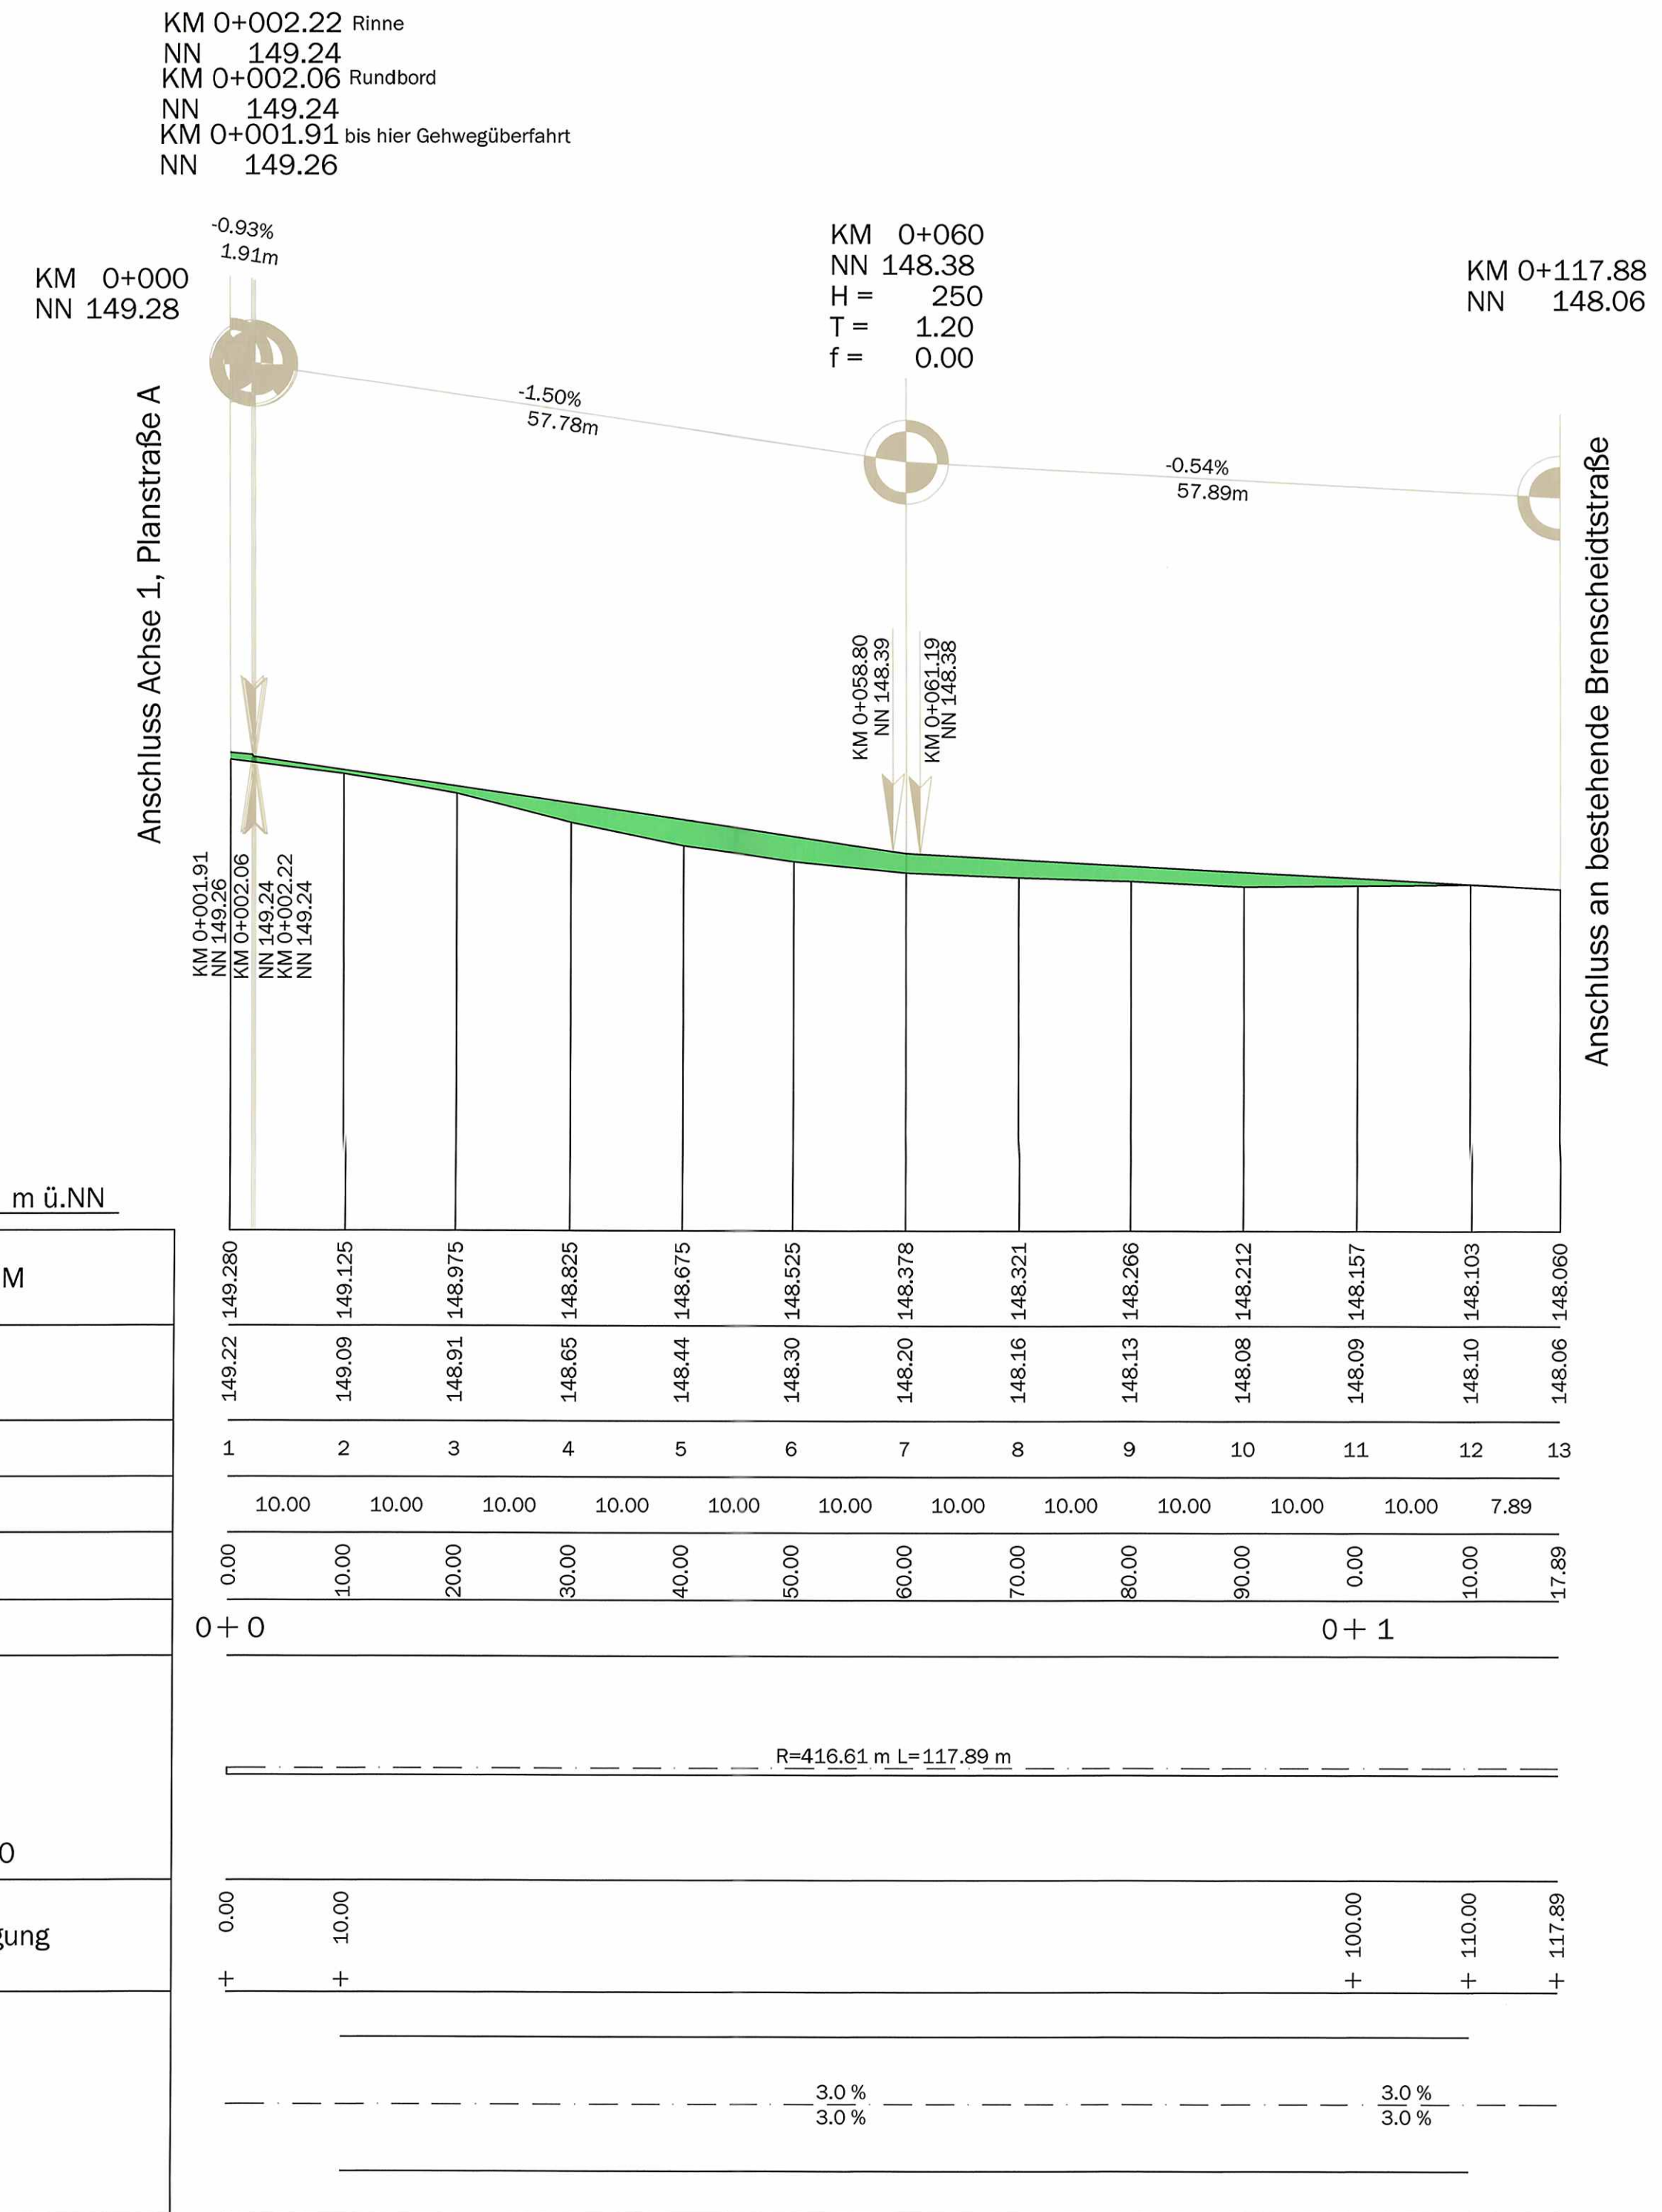 KM 0+002.22 Rinne
NN 149.24
KM 0+002.06 Rundbord
NN 149.24
KM 0+001.91 bis hier Gehwegüberfahrt
NN 149.26
-0.93%
1.91m
KM 0+000
NN 149.28
KM 0+060
NN 148.38
H = 250
T = 1.20
f = 0.00
KM 0+117.88
NN 148.06
-1.50%
57.78m
-0.54%
57.89m
Anschluss Achse 1, Planstraße A
Anschluss an bestehende Brenscheidtstraße
KM 0+058.80
NN 148.39
KM 0+061.19
NN 148.38
KM 0+001.91
NN 149.26
KM 0+002.06
NN 149.24
KM 0+002.22
NN 149.24
m ü.NN
M
149.280 149.125 148.975 148.825 148.675 148.525 148.378 148.321 148.266 148.212 148.157 148.103 148.060
149.22 149.09 148.91 148.65 148.44 148.30 148.20 148.16 148.13 148.08 148.09 148.10 148.06
1 2 3 4 5 6 7 8 9 10 11 12 13
10.00 10.00 10.00 10.00 10.00 10.00 10.00 10.00 10.00 10.00 10.00 7.89
0.00 10.00 20.00 30.00 40.00 50.00 60.00 70.00 80.00 90.00 0.00 10.00 17.89
0+0 0+1
R=416.61 m L=117.89 m
0
gung
+ 0.00 + 10.00 + 100.00 + 110.00 + 117.89
3.0 % 3.0 %
3.0 % 3.0 %